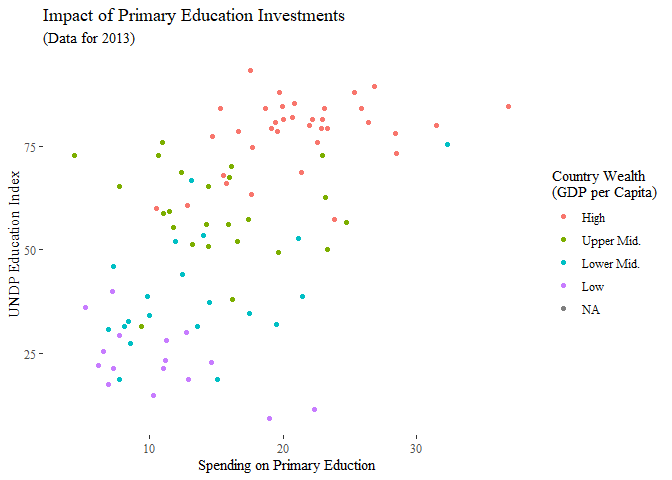 Impact of Primary Education Investments
(Data for 2013)
UNDP Education Index
75
50
25
10
20
30
Spending on Primary Eduction
Country Wealth
(GDP per Capita)
High
Upper Mid.
Lower Mid.
Low
NA